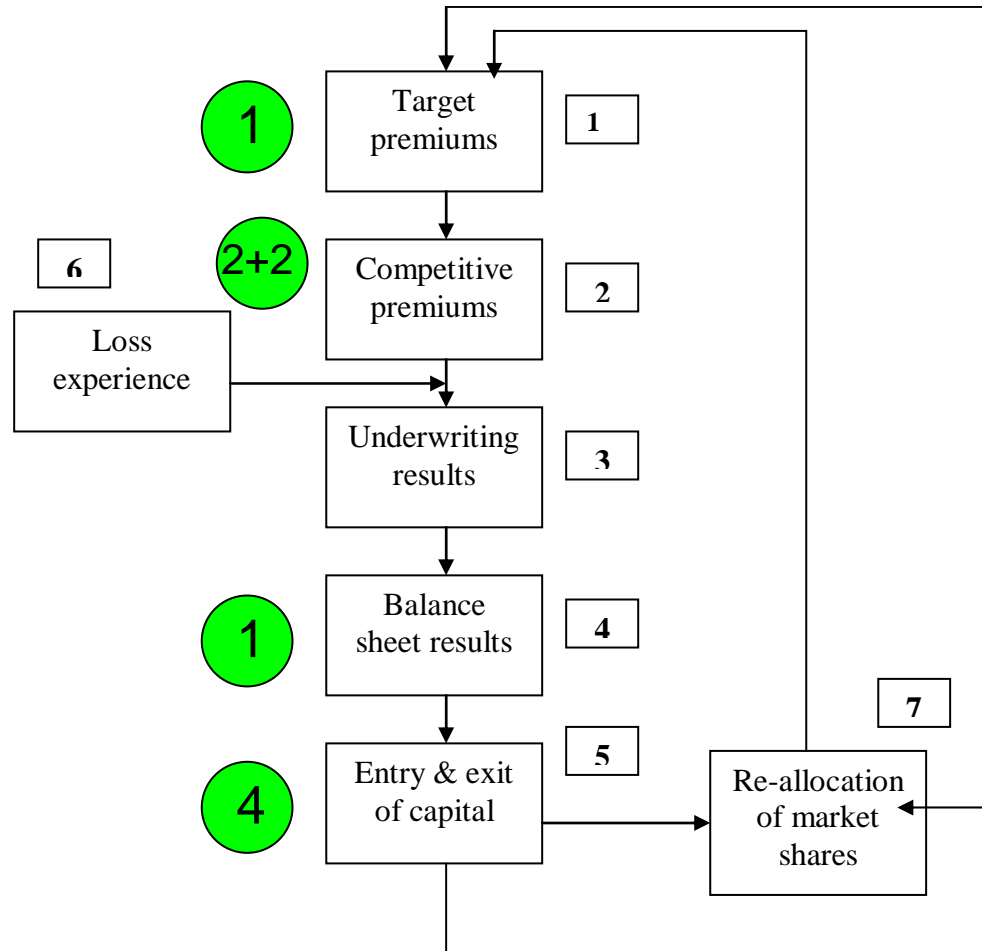 1
Target
premiums
1
2+2
Competitive
premiums
2
6
Loss
experience
Underwriting
results
3
1
Balance
sheet results
4
4
Entry & exit
of capital
5
7
Re-allocation
of market
shares